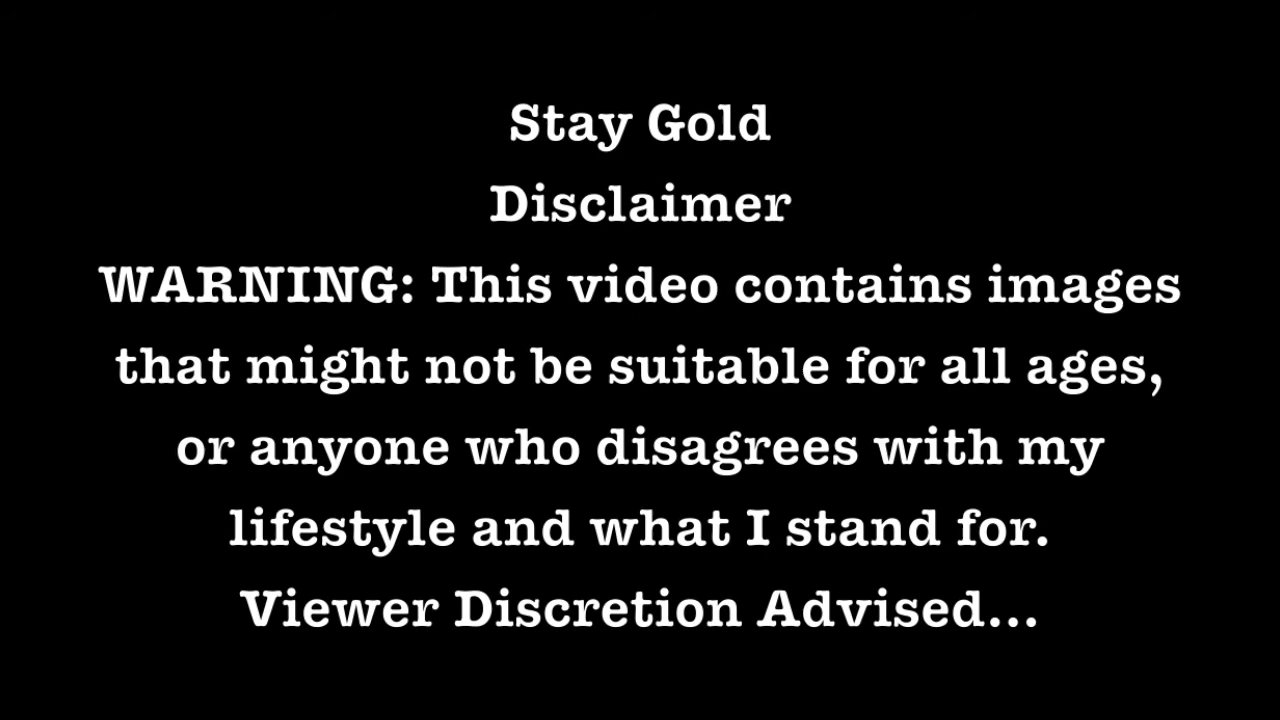 Stay Gold
Disclaimer
WARNING: This video contains images
that might not be suitable for all ages,
or anyone who disagrees with my
lifestyle and what I stand for.
Viewer Discretion Advised...